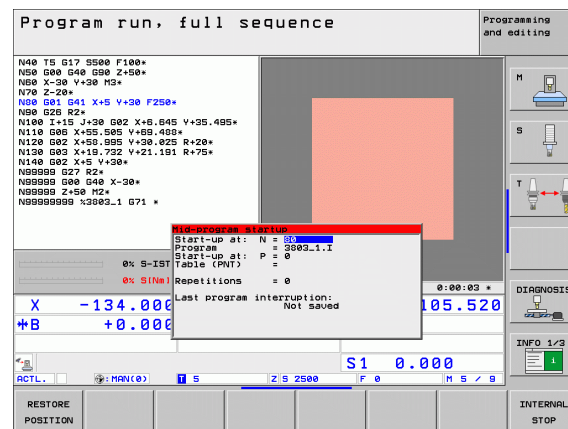 Program run, full sequence
Programming
and editing
N40 T5 G17 S500 F100*
N50 G00 G40 G90 Z+50*
N60 X-30 Y+30 M3*
N70 Z-20*
N80 G01 G41 X+5 Y+30 F250*
N90 G26 R2*
N100 I+15 J+30 G02 X+6.645 Y+35.495*
N110 G06 X+55.505 Y+69.488*
N120 G02 X+58.995 Y+30.025 R+20*
N130 G03 X+19.732 Y+21.191 R+75*
N140 G02 X+5 Y+30*
N99999 G27 R2*
N99999 G00 G40 X-30*
N99999 Z+50 M2*
N99999999 %3803_1 G71 *
Mid-program startup
Start-up at: N = 80
Program = 3803_1.I
Start-up at: P = 0
Table (PNT) =
Repetitions = 0
Last program interruption:
Not saved
0% S-IST
0% S[Nm]
0:00:03 *
X -134.000
105.520
B +0.000
S1 0.000
ACTL.
: MAN(0)
T 5
Z S 2500
F 0
M 5 / 9
M
S
T
DIAGNOSIS
INFO 1/3
i
RESTORE
POSITION
INTERNAL
STOP